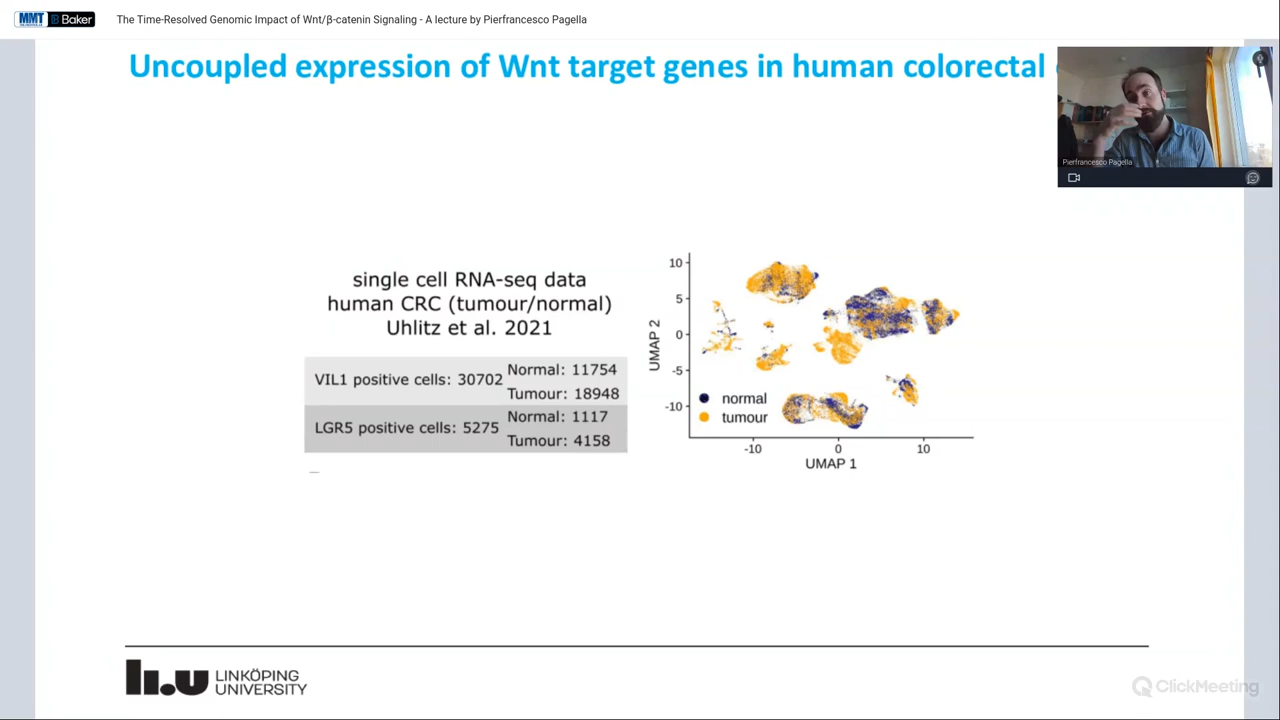 MMT Baker
The Time-Resolved Genomic Impact of Wnt/β-catenin Signaling - A lecture by Pierfrancesco Pagella
Uncoupled expression of Wnt target genes in human colorectal
Pierfrancesco Pagella
single cell RNA-seq data
human CRC (tumour/normal)
Uhlitz et al. 2021
VIL1 positive cells: 30702
Normal: 11754
Tumour: 18948
LGR5 positive cells: 5275
Normal: 1117
Tumour: 4158
UMAP 2
10
5
0
-5
-10
normal
tumour
-10 0 10
UMAP 1
li.u LINKÖPING
UNIVERSITY
ClickMeeting